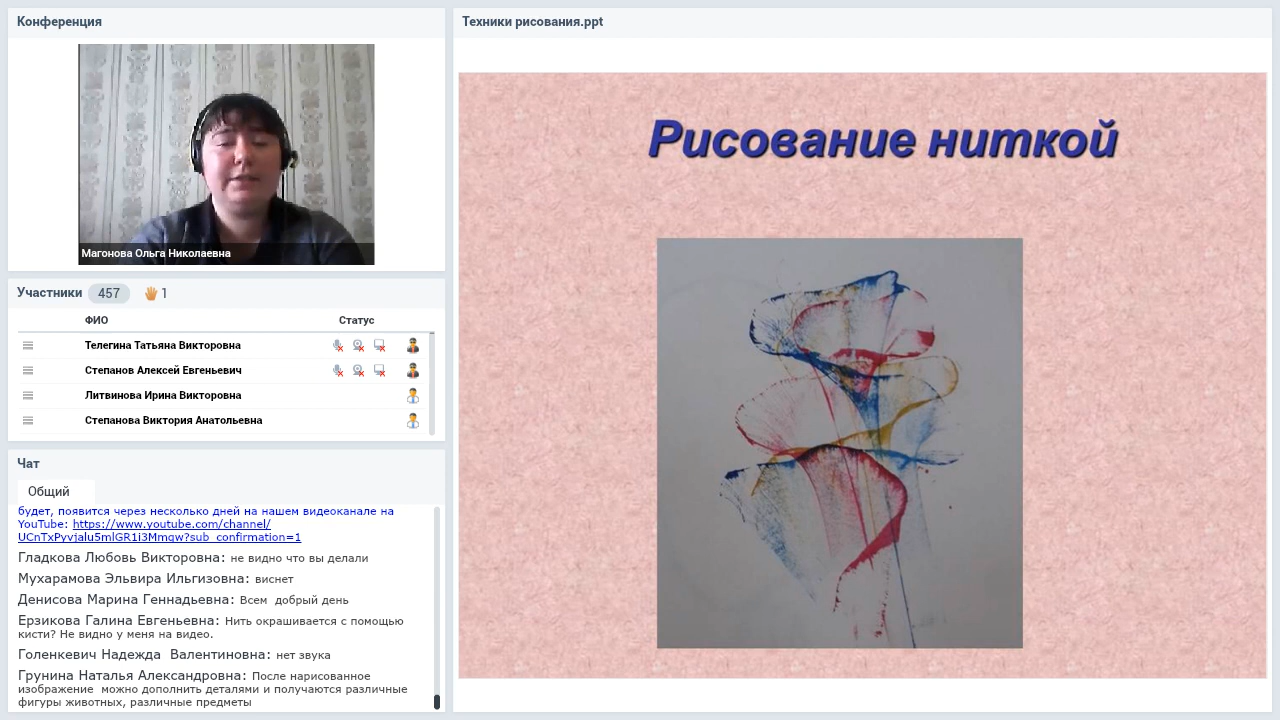 Конференция
Магонова Ольга Николаевна
Участники 457 1
ФИО Статус
Телегина Татьяна Викторовна
Степанов Алексей Евгеньевич
Литвинова Ирина Викторовна
Степанова Виктория Анатольевна
Чат
Общий
будет, появится через несколько дней на нашем видеоканале на
YouTube: https://www.youtube.com/channel/
UCnTxPyvjalu5mlGR1i3Mmqw?sub_confirmation=1
Гладкова Любовь Викторовна: не видно что вы делали
Мухарамова Эльвира Ильгизовна: виснет
Денисова Марина Геннадьевна: Всем добрый день
Ерзикова Галина Евгеньевна: Нить окрашивается с помощью
кисти? Не видно у меня на видео.
Голенкевич Надежда Валентиновна: нет звука
Грунина Наталья Александровна: После нарисованное
изображение можно дополнить деталями и получаются различные
фигуры животных, различные предметы
Техники рисования.ppt
Рисование ниткой